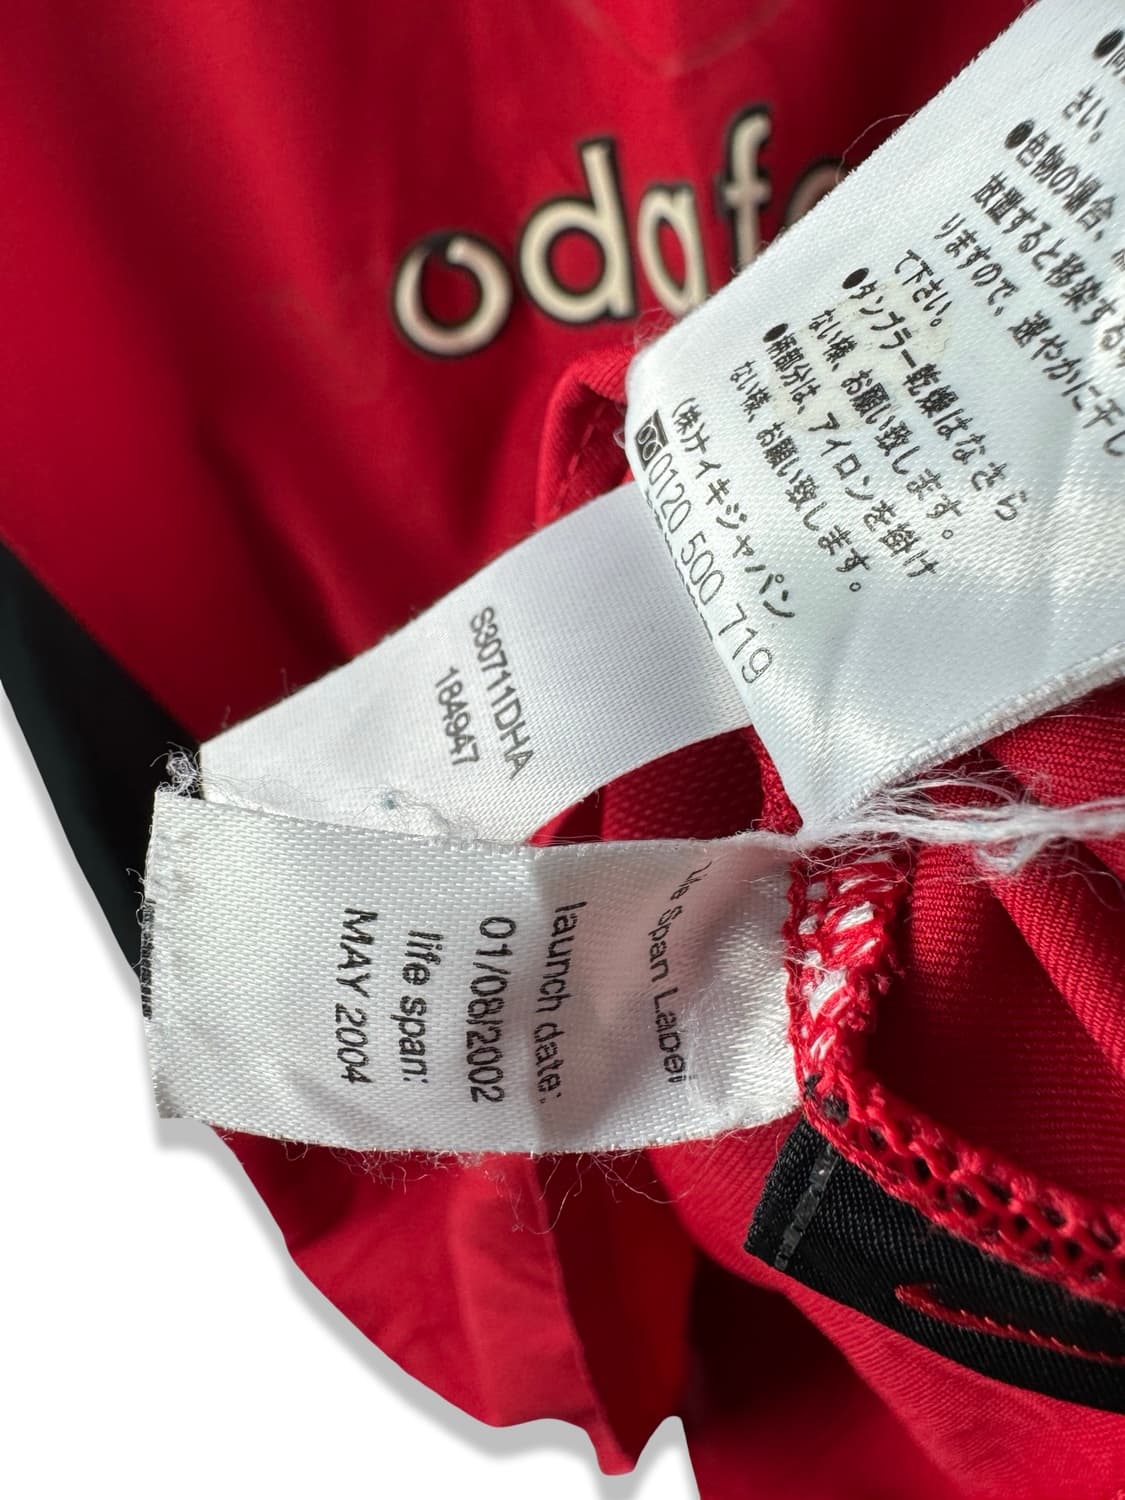 odaf
さい。
●色物の場合、
放置すると移染する
りますので、速やかに干し
て下さい。
●タンブラー乾燥はなさら
ない様、お願い致します。
●柄部分は、アイロンを掛け
ない様、お願い致します。
(株)ナイキジャパン
0120 500 719
S30711DHA
184947
Life Span Label
launch date:
01/08/2002
life span:
MAY 2004